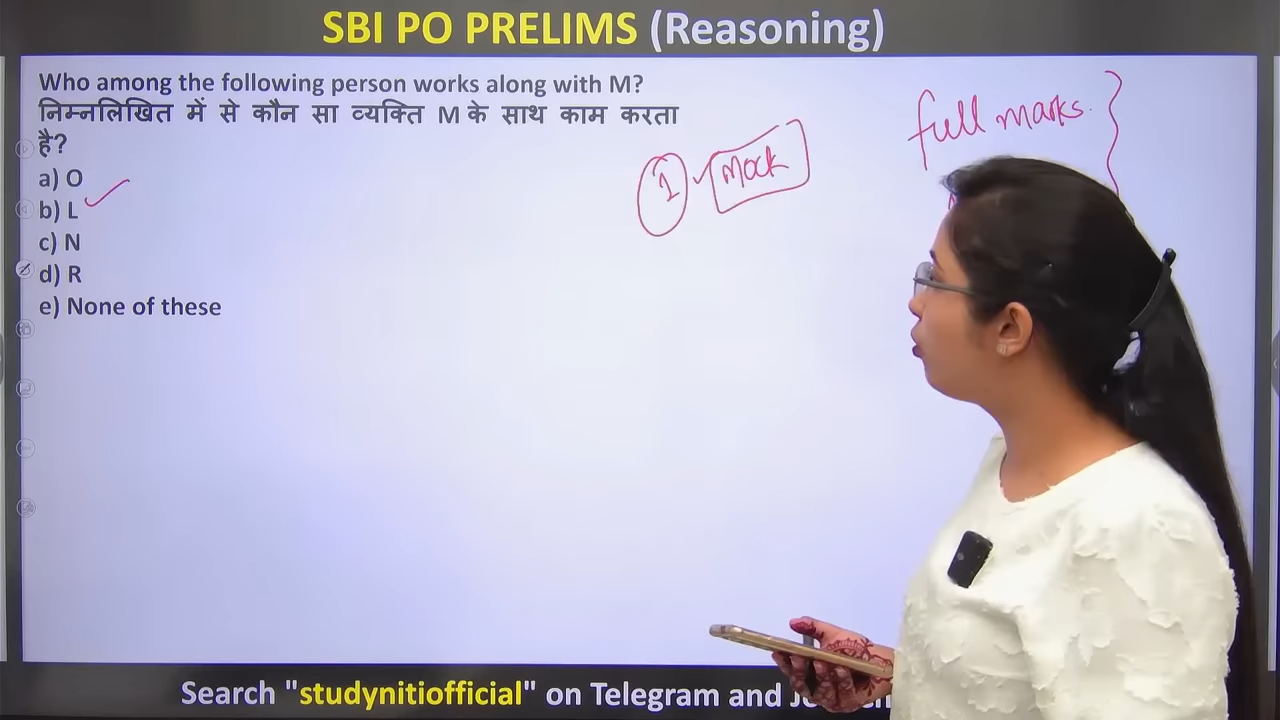 SBI PO PRELIMS (Reasoning)
Who among the following person works along with M?
निम्नलिखित में से कौन सा व्यक्ति M के साथ काम करता
है?
a) O
b) L
c) N
d) R
e) None of these
1 Mock
full marks.
Search "studynitiofficial" on Telegram and